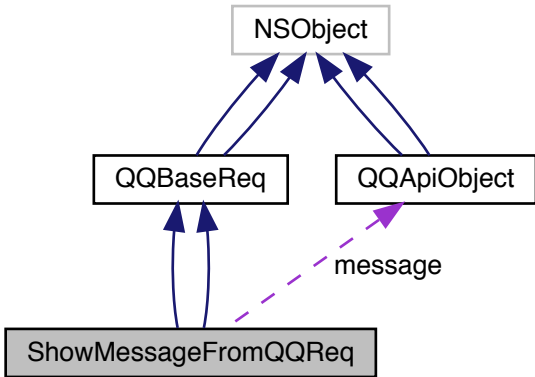 NSObject
QQBaseReq
QQApiObject
message
ShowMessageFromQQReq